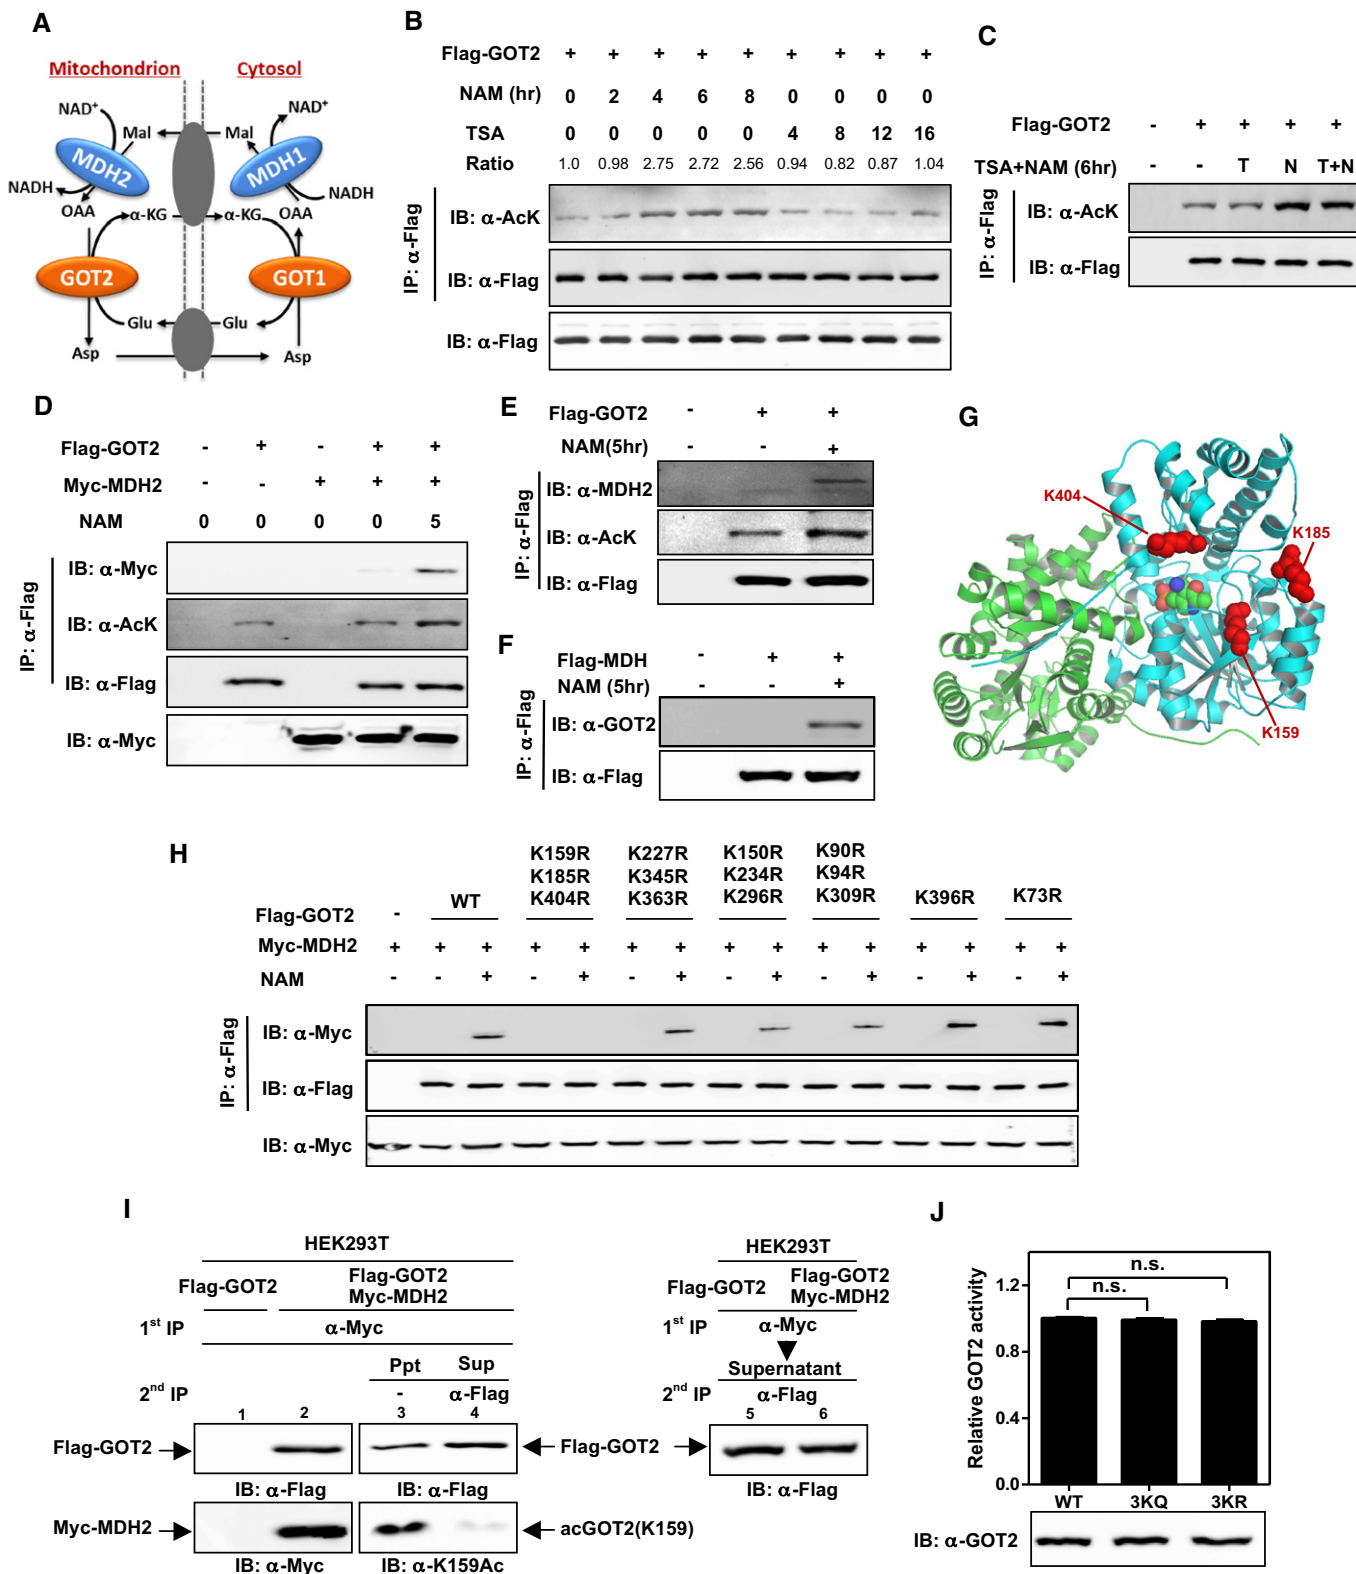 A
Mitochondrion Cytosol
NAD⁺ NAD⁺
Mal Mal
MDH2 MDH1
NADH NADH
OAA α-KG α-KG OAA
GOT2 GOT1
Glu Glu
Asp Asp
B
Flag-GOT2 + + + + + + + + +
NAM (hr) 0 2 4 6 8 0 0 0 0
TSA 0 0 0 0 0 4 8 12 16
Ratio 1.0 0.98 2.75 2.72 2.56 0.94 0.82 0.87 1.04
IP: α-Flag
IB: α-AcK
IB: α-Flag
IB: α-Flag
C
Flag-GOT2 - + + + +
TSA+NAM (6hr) - - T N T+N
IP: α-Flag
IB: α-AcK
IB: α-Flag
D
Flag-GOT2 - + - + +
Myc-MDH2 - - + + +
NAM 0 0 0 0 5
IP: α-Flag
IB: α-Myc
IB: α-AcK
IB: α-Flag
IB: α-Myc
E
Flag-GOT2 - + +
NAM(5hr) - - +
IP: α-Flag
IB: α-MDH2
IB: α-AcK
IB: α-Flag
F
Flag-MDH - + +
NAM (5hr) - - +
IP: α-Flag
IB: α-GOT2
IB: α-Flag
G
K404
K185
K159
H
K159R K227R K150R K90R
K185R K345R K234R K94R
WT K404R K363R K296R K309R K396R K73R
Flag-GOT2 -
Myc-MDH2 + + + + + + + + + + + + + + +
NAM - - + - + - + - + - + - + - +
IP: α-Flag
IB: α-Myc
IB: α-Flag
IB: α-Myc
I
HEK293T
Flag-GOT2 Flag-GOT2
Myc-MDH2
1st IP α-Myc
Ppt Sup
2nd IP - α-Flag
1 2 3 4
Flag-GOT2
IB: α-Flag IB: α-Flag
Myc-MDH2
acGOT2(K159)
IB: α-Myc IB: α-K159Ac
HEK293T
Flag-GOT2 Flag-GOT2
Myc-MDH2
1st IP α-Myc
Supernatant
2nd IP α-Flag
5 6
Flag-GOT2
IB: α-Flag
J
Relative GOT2 activity
1.2
0.8
0.4
0.0
n.s.
n.s.
WT 3KQ 3KR
IB: α-GOT2